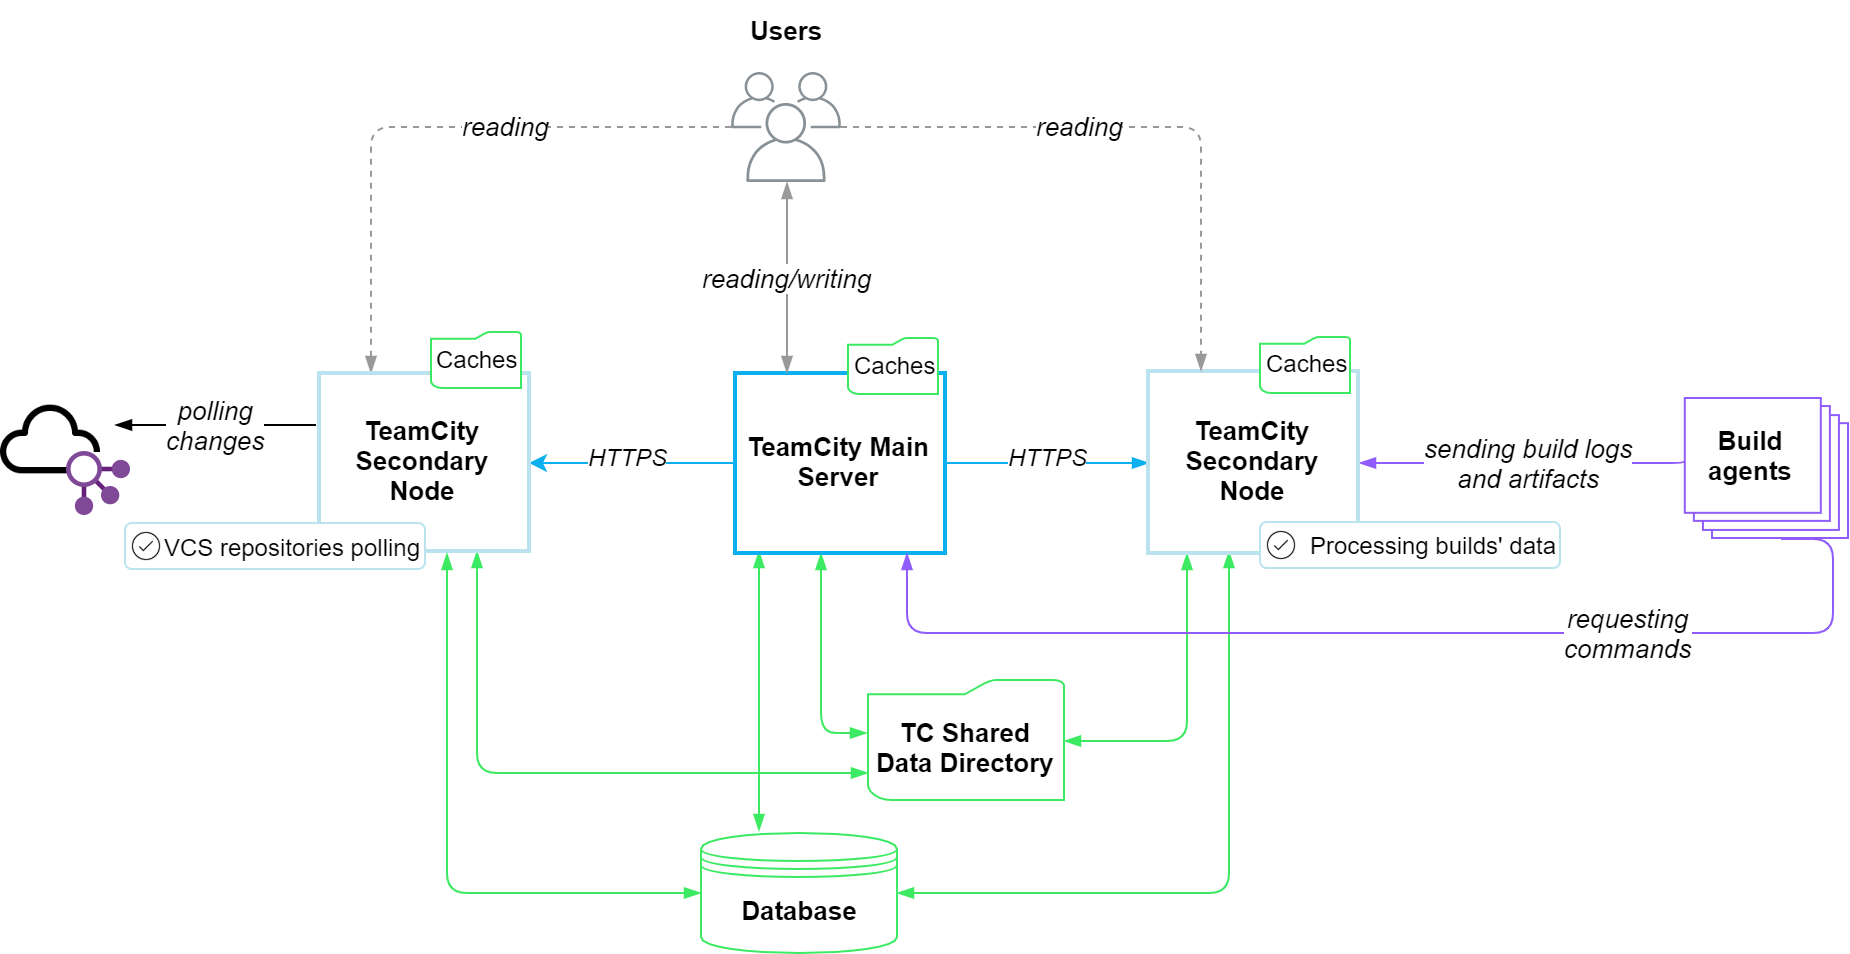 Users
reading
reading
reading/writing
Caches
Caches
Caches
polling
changes
TeamCity
Secondary
Node
HTTPS
TeamCity Main
Server
HTTPS
TeamCity
Secondary
Node
sending build logs
and artifacts
Build
agents
VCS repositories polling
Processing builds' data
requesting
commands
TC Shared
Data Directory
Database